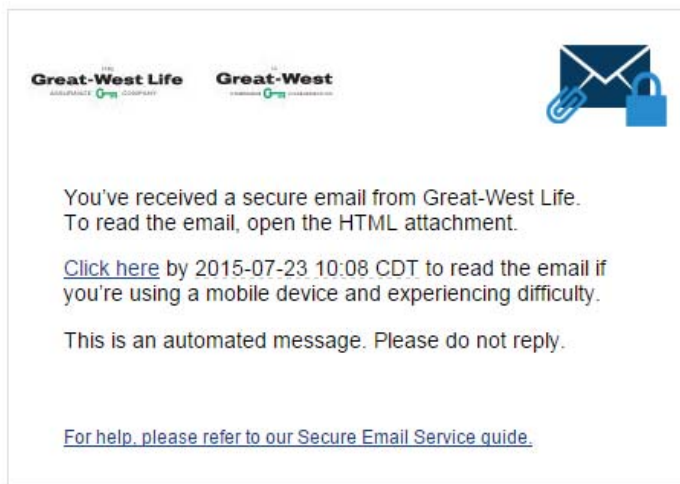 THE
Great-West Life
ASSURANCE COMPANY
Great-West
You've received a secure email from Great-West Life.
To read the email, open the HTML attachment.
Click here by 2015-07-23 10:08 CDT to read the email if
you're using a mobile device and experiencing difficulty.
This is an automated message. Please do not reply.
For help, please refer to our Secure Email Service guide.